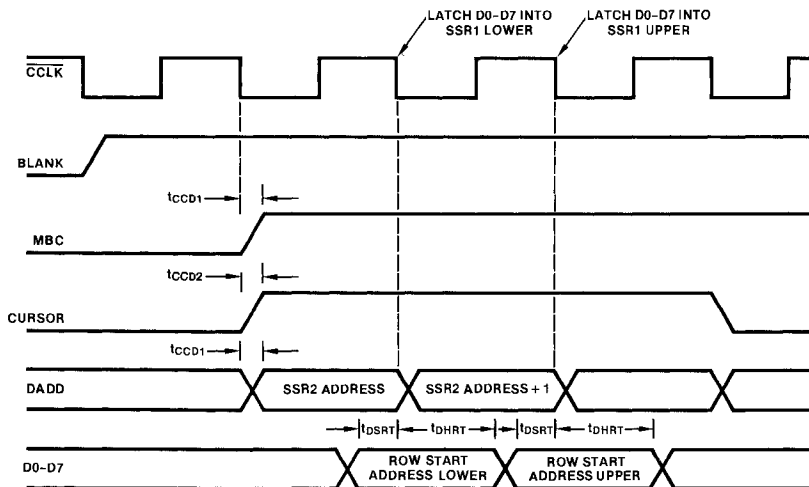 LATCH D0–D7 INTO
SSR1 LOWER
LATCH D0–D7 INTO
SSR1 UPPER
CCLK
BLANK
tCCD1
MBC
tCCD2
CURSOR
tCCD1
DADD
SSR2 ADDRESS
SSR2 ADDRESS + 1
tDSRT
tDHRT
tDSRT
tDHRT
D0–D7
ROW START
ADDRESS LOWER
ROW START
ADDRESS UPPER